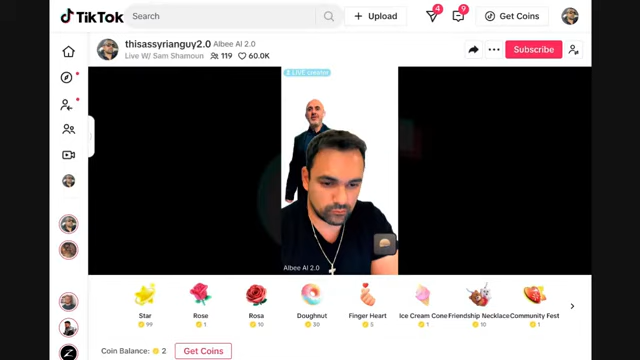 TikTok
Search
Upload
4
9
Get Coins
thisassyrianguy2.0 Albee AI 2.0
Live W/ Sam Shamoun 119 60.0K
Subscribe
LIVE creator
Albee AI 2.0
Star
99
Rose
1
Rosa
10
Doughnut
30
Finger Heart
5
Ice Cream Cone
1
Friendship Necklace
10
Community Fest
1
Coin Balance: 2 Get Coins